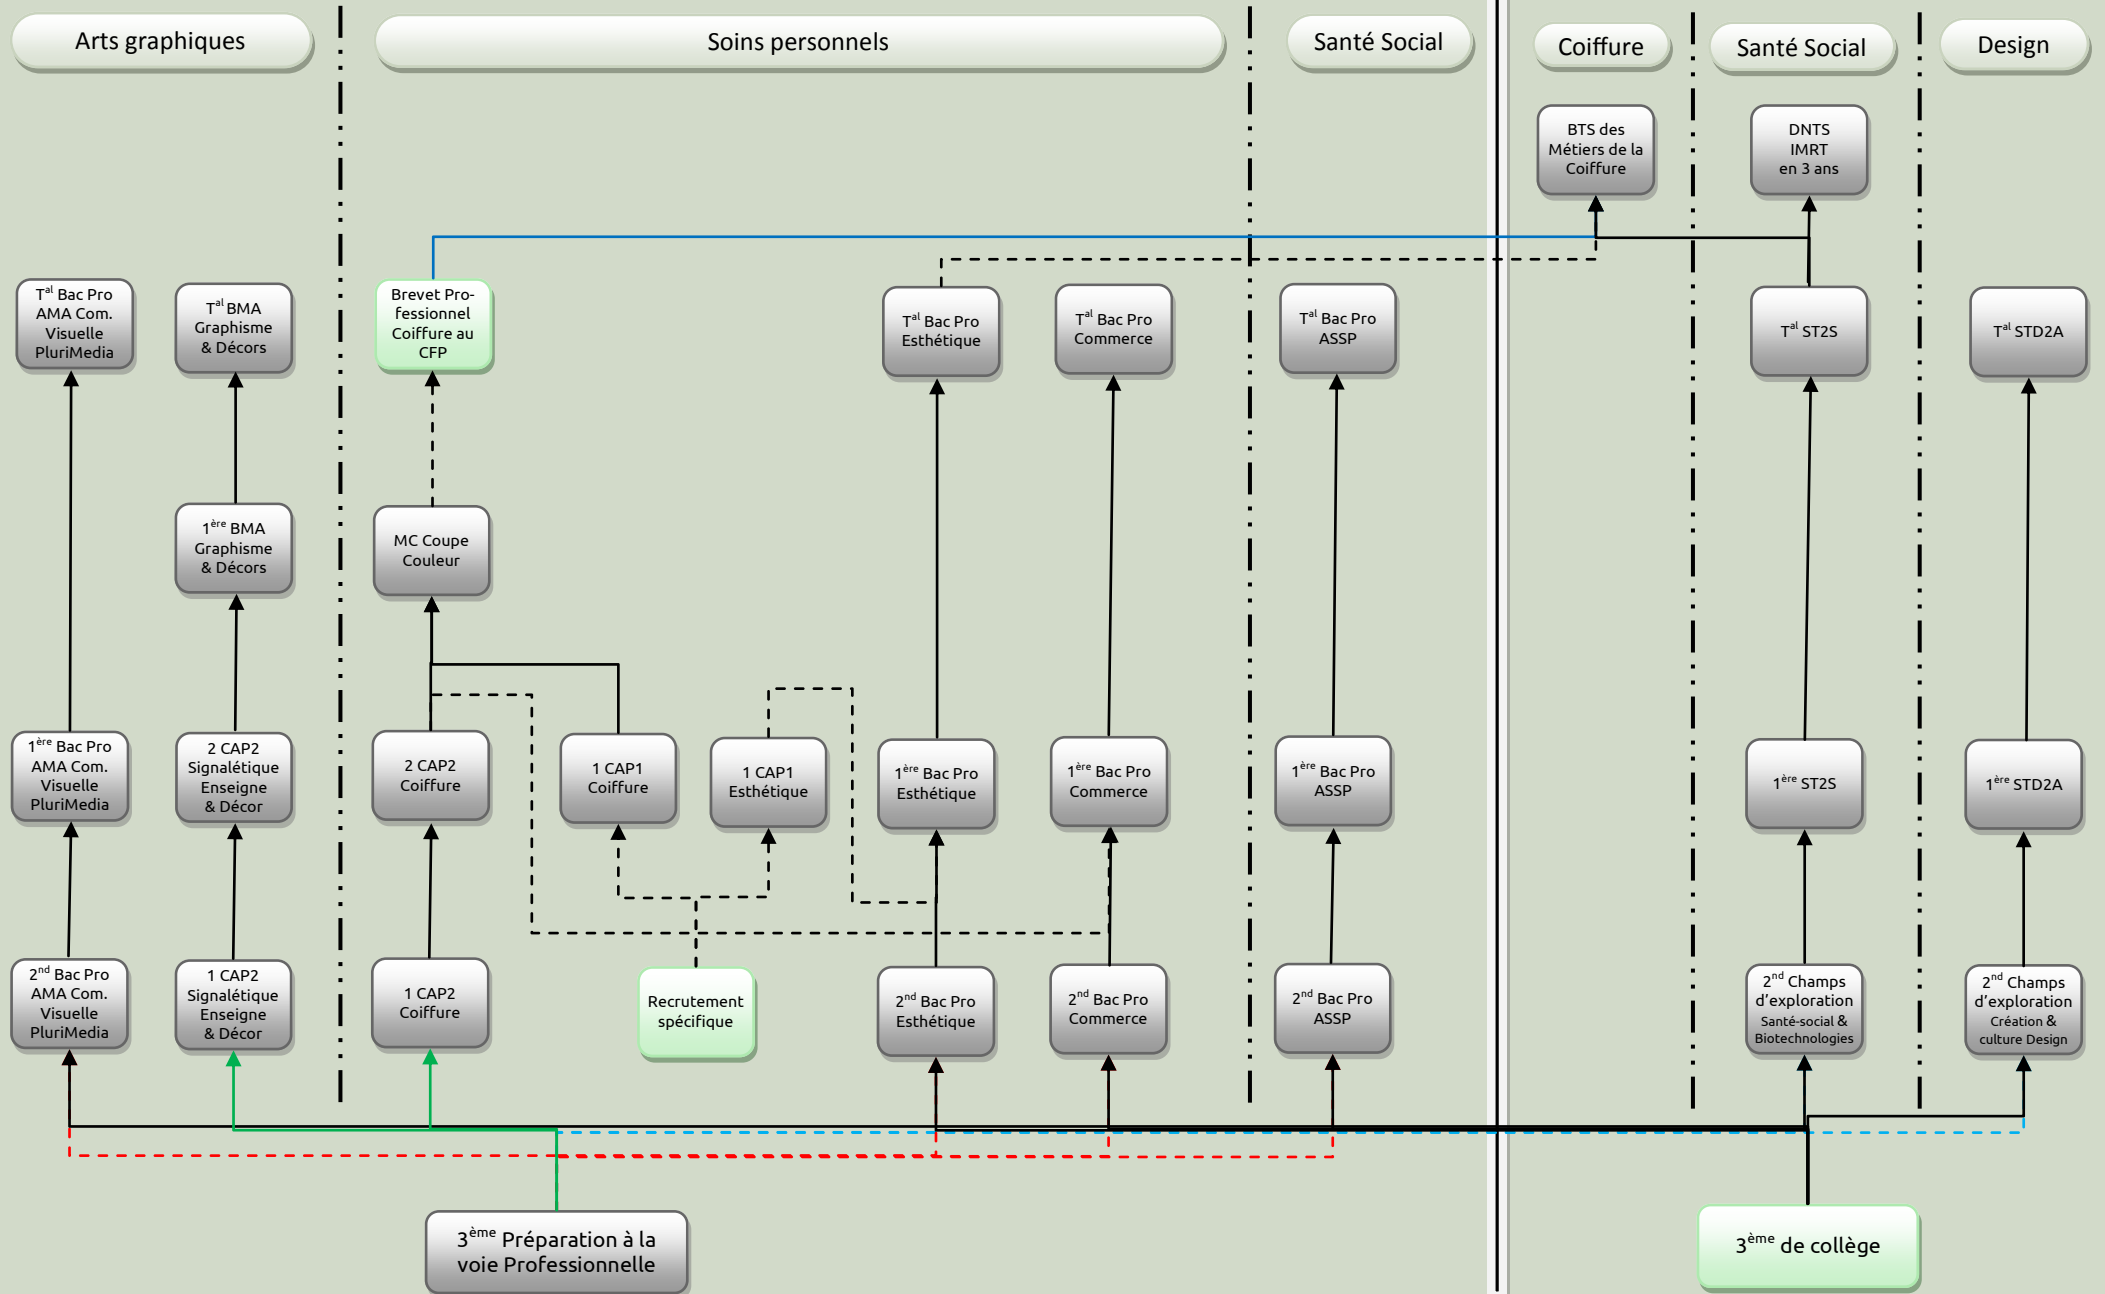 Arts graphiques
Soins personnels
Santé Social
Coiffure
Santé Social
Design
BTS des
Métiers de la
Coiffure
DNTS
IMRT
en 3 ans
Tal Bac Pro
AMA Com.
Visuelle
PluriMedia
Tal BMA
Graphisme
& Décors
Brevet Pro-
fessionnel
Coiffure au
CFP
Tal Bac Pro
Esthétique
Tal Bac Pro
Commerce
Tal Bac Pro
ASSP
Tal ST2S
Tal STD2A
1ère BMA
Graphisme
& Décors
MC Coupe
Couleur
1ère Bac Pro
AMA Com.
Visuelle
PluriMedia
2 CAP2
Signalétique
Enseigne
& Décor
2 CAP2
Coiffure
1 CAP1
Coiffure
1 CAP1
Esthétique
1ère Bac Pro
Esthétique
1ère Bac Pro
Commerce
1ère Bac Pro
ASSP
1ère ST2S
1ère STD2A
2nd Bac Pro
AMA Com.
Visuelle
PluriMedia
1 CAP2
Signalétique
Enseigne
& Décor
1 CAP2
Coiffure
Recrutement
spécifique
2nd Bac Pro
Esthétique
2nd Bac Pro
Commerce
2nd Bac Pro
ASSP
2nd Champs
d’exploration
Santé-social &
Biotechnologies
2nd Champs
d’exploration
Création &
culture Design
3ème Préparation à la
voie Professionnelle
3ème de collège